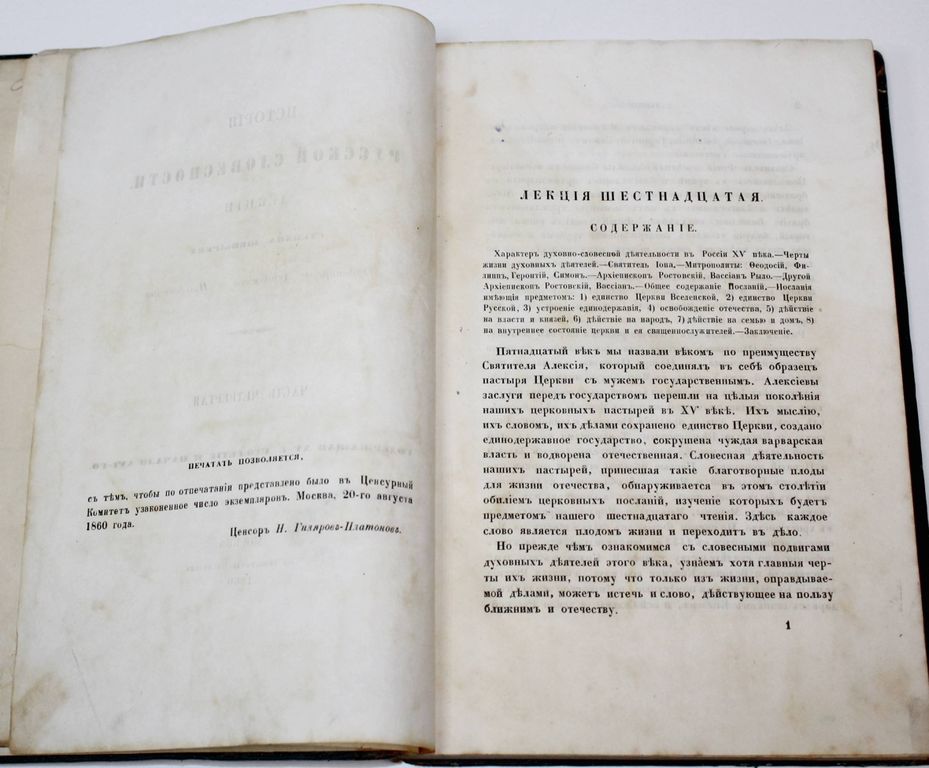 ПЕЧАТАТЬ ПОЗВОЛЯЕТСЯ,
съ тѣмъ, чтобы по отпечатаніи представлено было въ Ценсурный
Комитетъ узаконенное число экземпляровъ. Москва, 20-го августа
1860 года.
Ценсоръ Н. Гиляровъ-Платоновъ.
ЛЕКЦІЯ ШЕСТНАДЦАТАЯ.
СОДЕРЖАНІЕ.
Характеръ духовно-словесной дѣятельности въ Россіи XV вѣка.—Черты
жизни духовныхъ дѣятелей.—Святитель Іона.—Митрополиты: Ѳеодосій, Фи-
липпъ, Геронтій, Симонъ.—Архіепископъ Ростовскій, Вассіанъ Рыло.—Другой
Архіепископъ Ростовскій, Вассіанъ.—Общее содержаніе Посланій.—Посланія
имѣющія предметомъ: 1) единство Церкви Вселенской, 2) единство Церкви
Русской, 3) устроеніе единодержавія, 4) освобожденіе отечества, 5) дѣйствіе
на власти и князей, 6) дѣйствіе на народъ, 7) дѣйствіе на семью и домъ, 8)
на внутреннее состояніе церкви и ея священнослужителей.—Заключеніе.
Пятнадцатый вѣкъ мы назвали вѣкомъ по преимуществу
Святителя Алексія, который соединялъ въ себѣ образецъ
пастыря Церкви съ мужемъ государственнымъ. Алексіевы
заслуги передъ государствомъ перешли на цѣлыя поколѣнія
нашихъ церковныхъ пастырей въ XV вѣкѣ. Ихъ мыслію,
ихъ словомъ, ихъ дѣлами сохранено единство Церкви, создано
единодержавное государство, сокрушена чуждая варварская
власть и водворена отечественная. Словесная дѣятельность
нашихъ пастырей, принесшая такіе благотворные плоды
для жизни отечества, обнаруживается въ этомъ столѣтіи
обиліемъ церковныхъ посланій, изученіе которыхъ будетъ
предметомъ нашего шестнадцатаго чтенія. Здѣсь каждое
слово является плодомъ жизни и переходитъ въ дѣло.
Но прежде чѣмъ ознакомимся съ словесными подвигами
духовныхъ дѣятелей этого вѣка, узнаемъ хотя главныя чер-
ты ихъ жизни, потому что только изъ жизни, оправдывае-
мой дѣлами, можетъ истечь и слово, дѣйствующее на пользу
ближнимъ и отечеству.
1